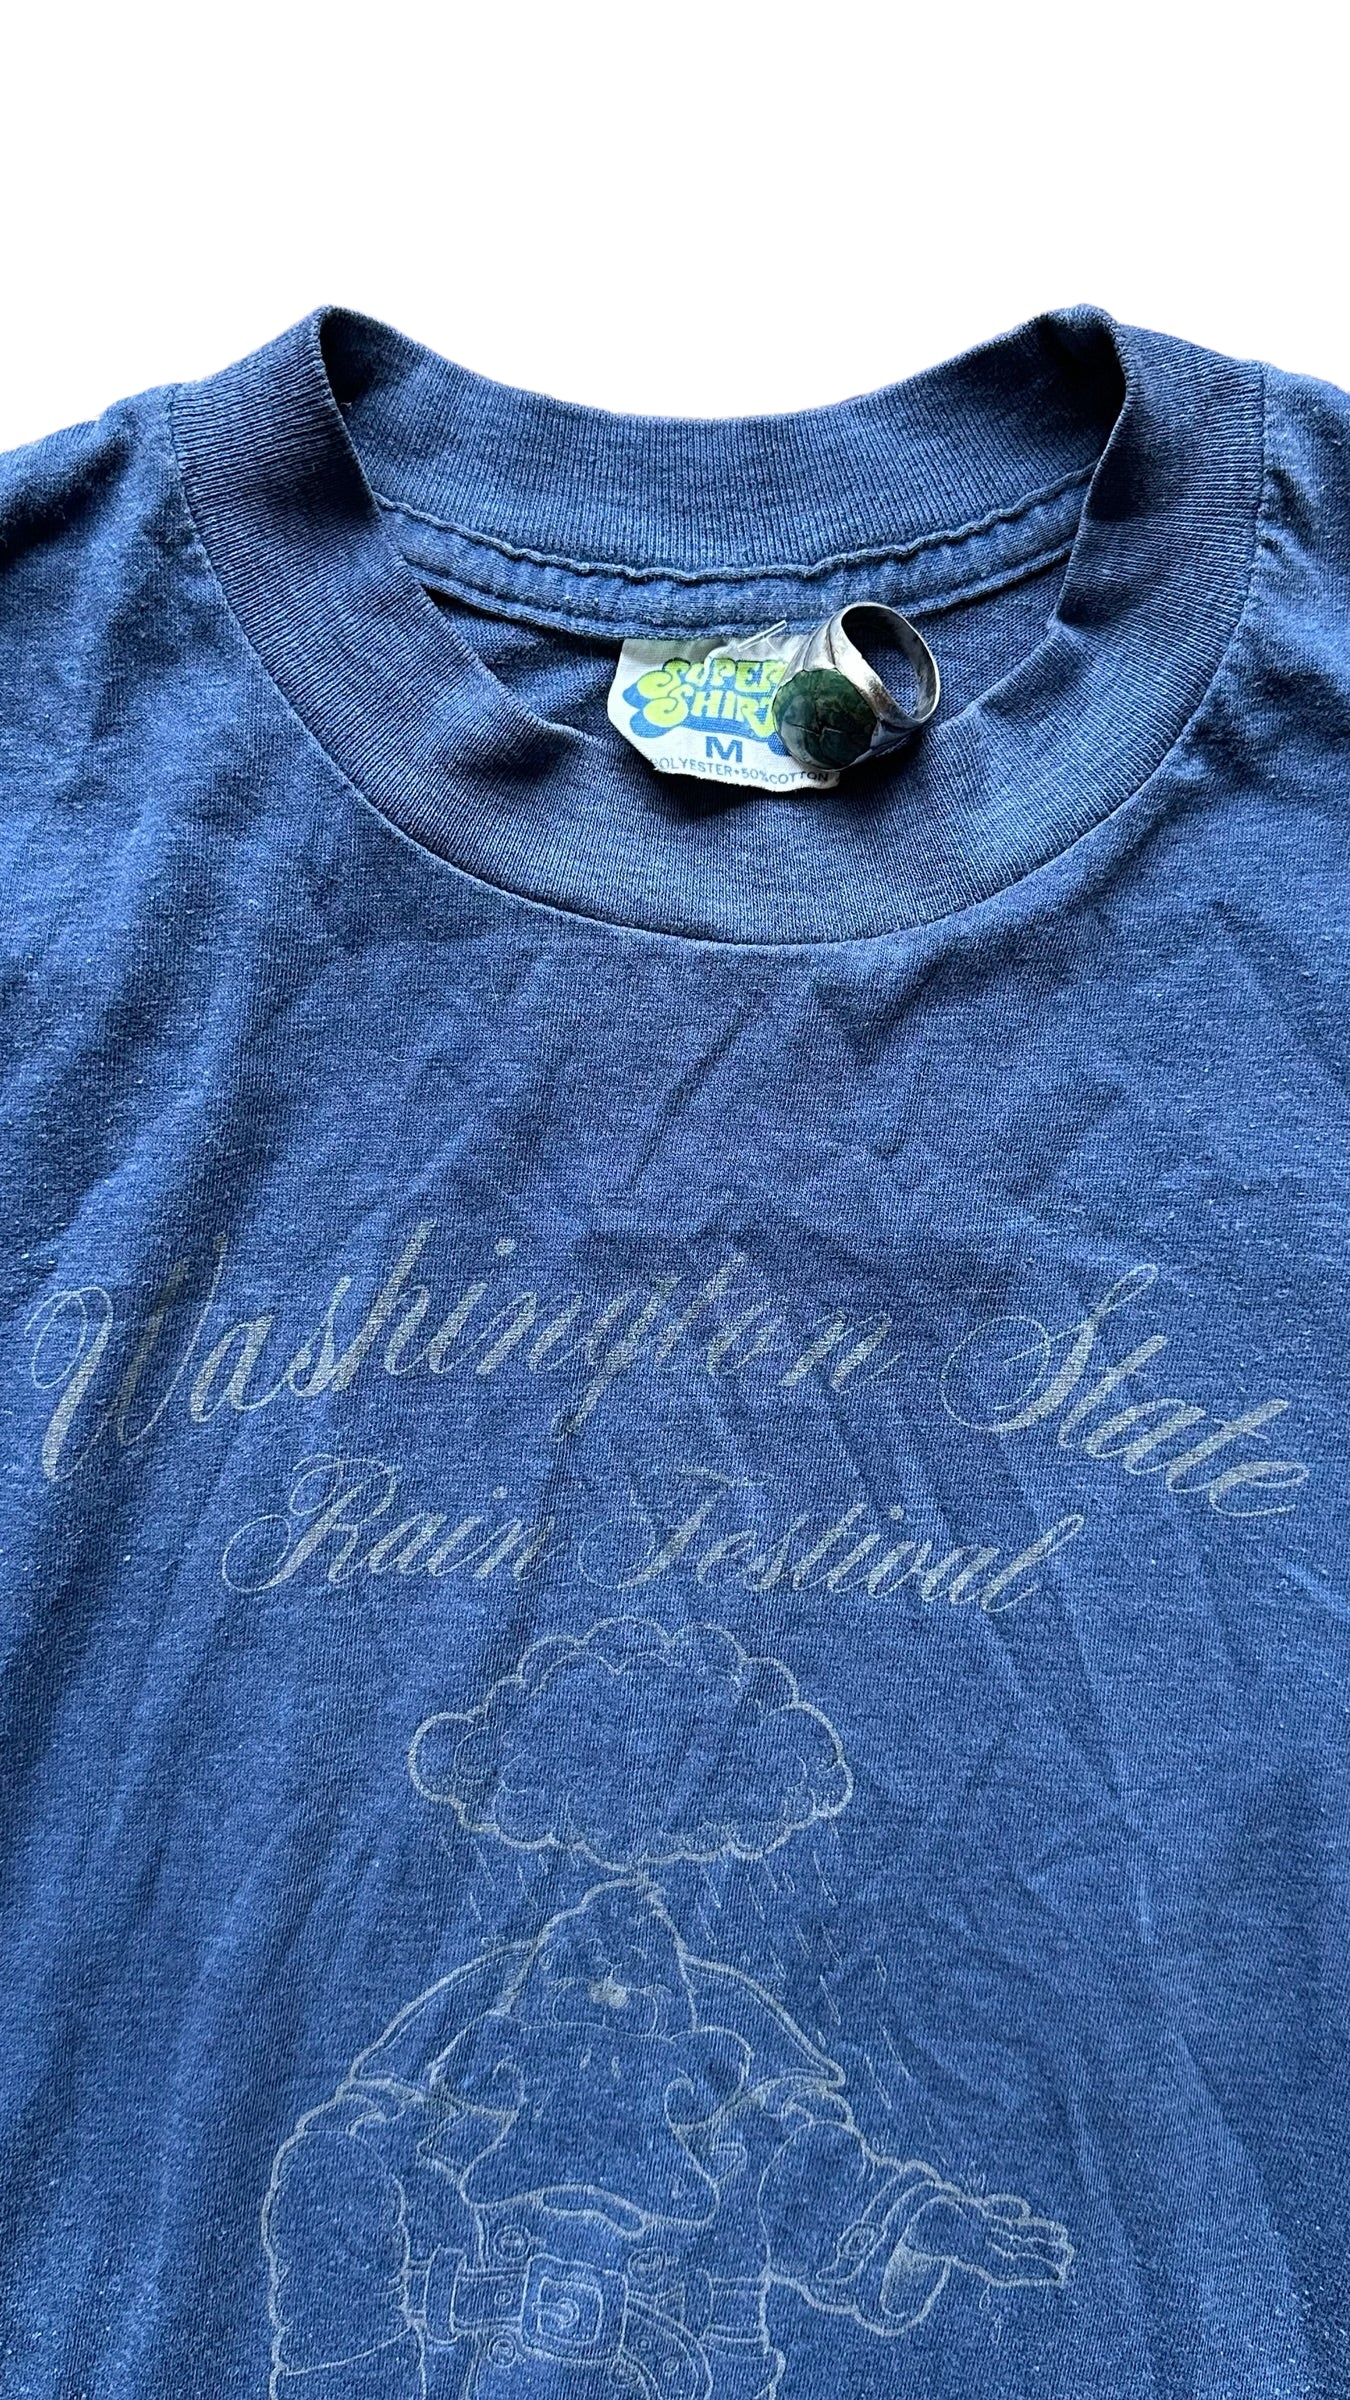 SUPER
SHIRT
M
POLYESTER • 50% COTTON
Washington State
Rain Festival